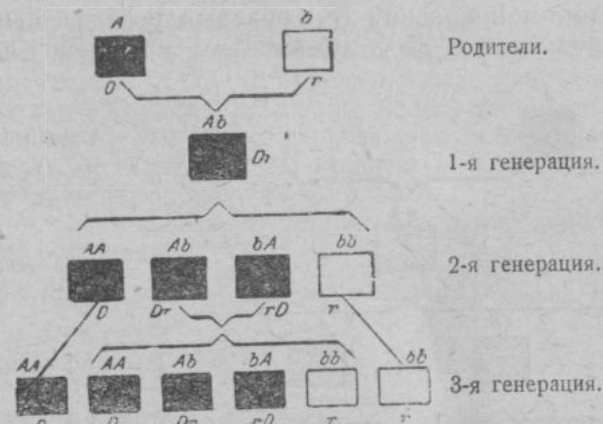 A b
Родители.
D r
Ab
Dr
1-я генерация.
AA Ab bA bb
2-я генерация.
D Dr rD r
AA AA Ab bA bb bb
3-я генерация.
D D Dr rD r r